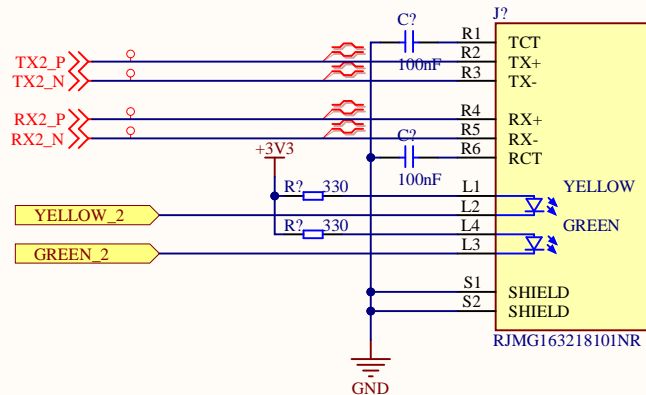 J?
C?
R1 TCT
TX2_P R2 TX+
100nF
TX2_N R3 TX-
RX2_P R4 RX+
RX2_N R5 RX-
C?
+3V3 R6 RCT
100nF
R? 330 L1 YELLOW
YELLOW_2 L2
R? 330 L4 GREEN
GREEN_2 L3
S1 SHIELD
S2 SHIELD
RJMG163218101NR
GND